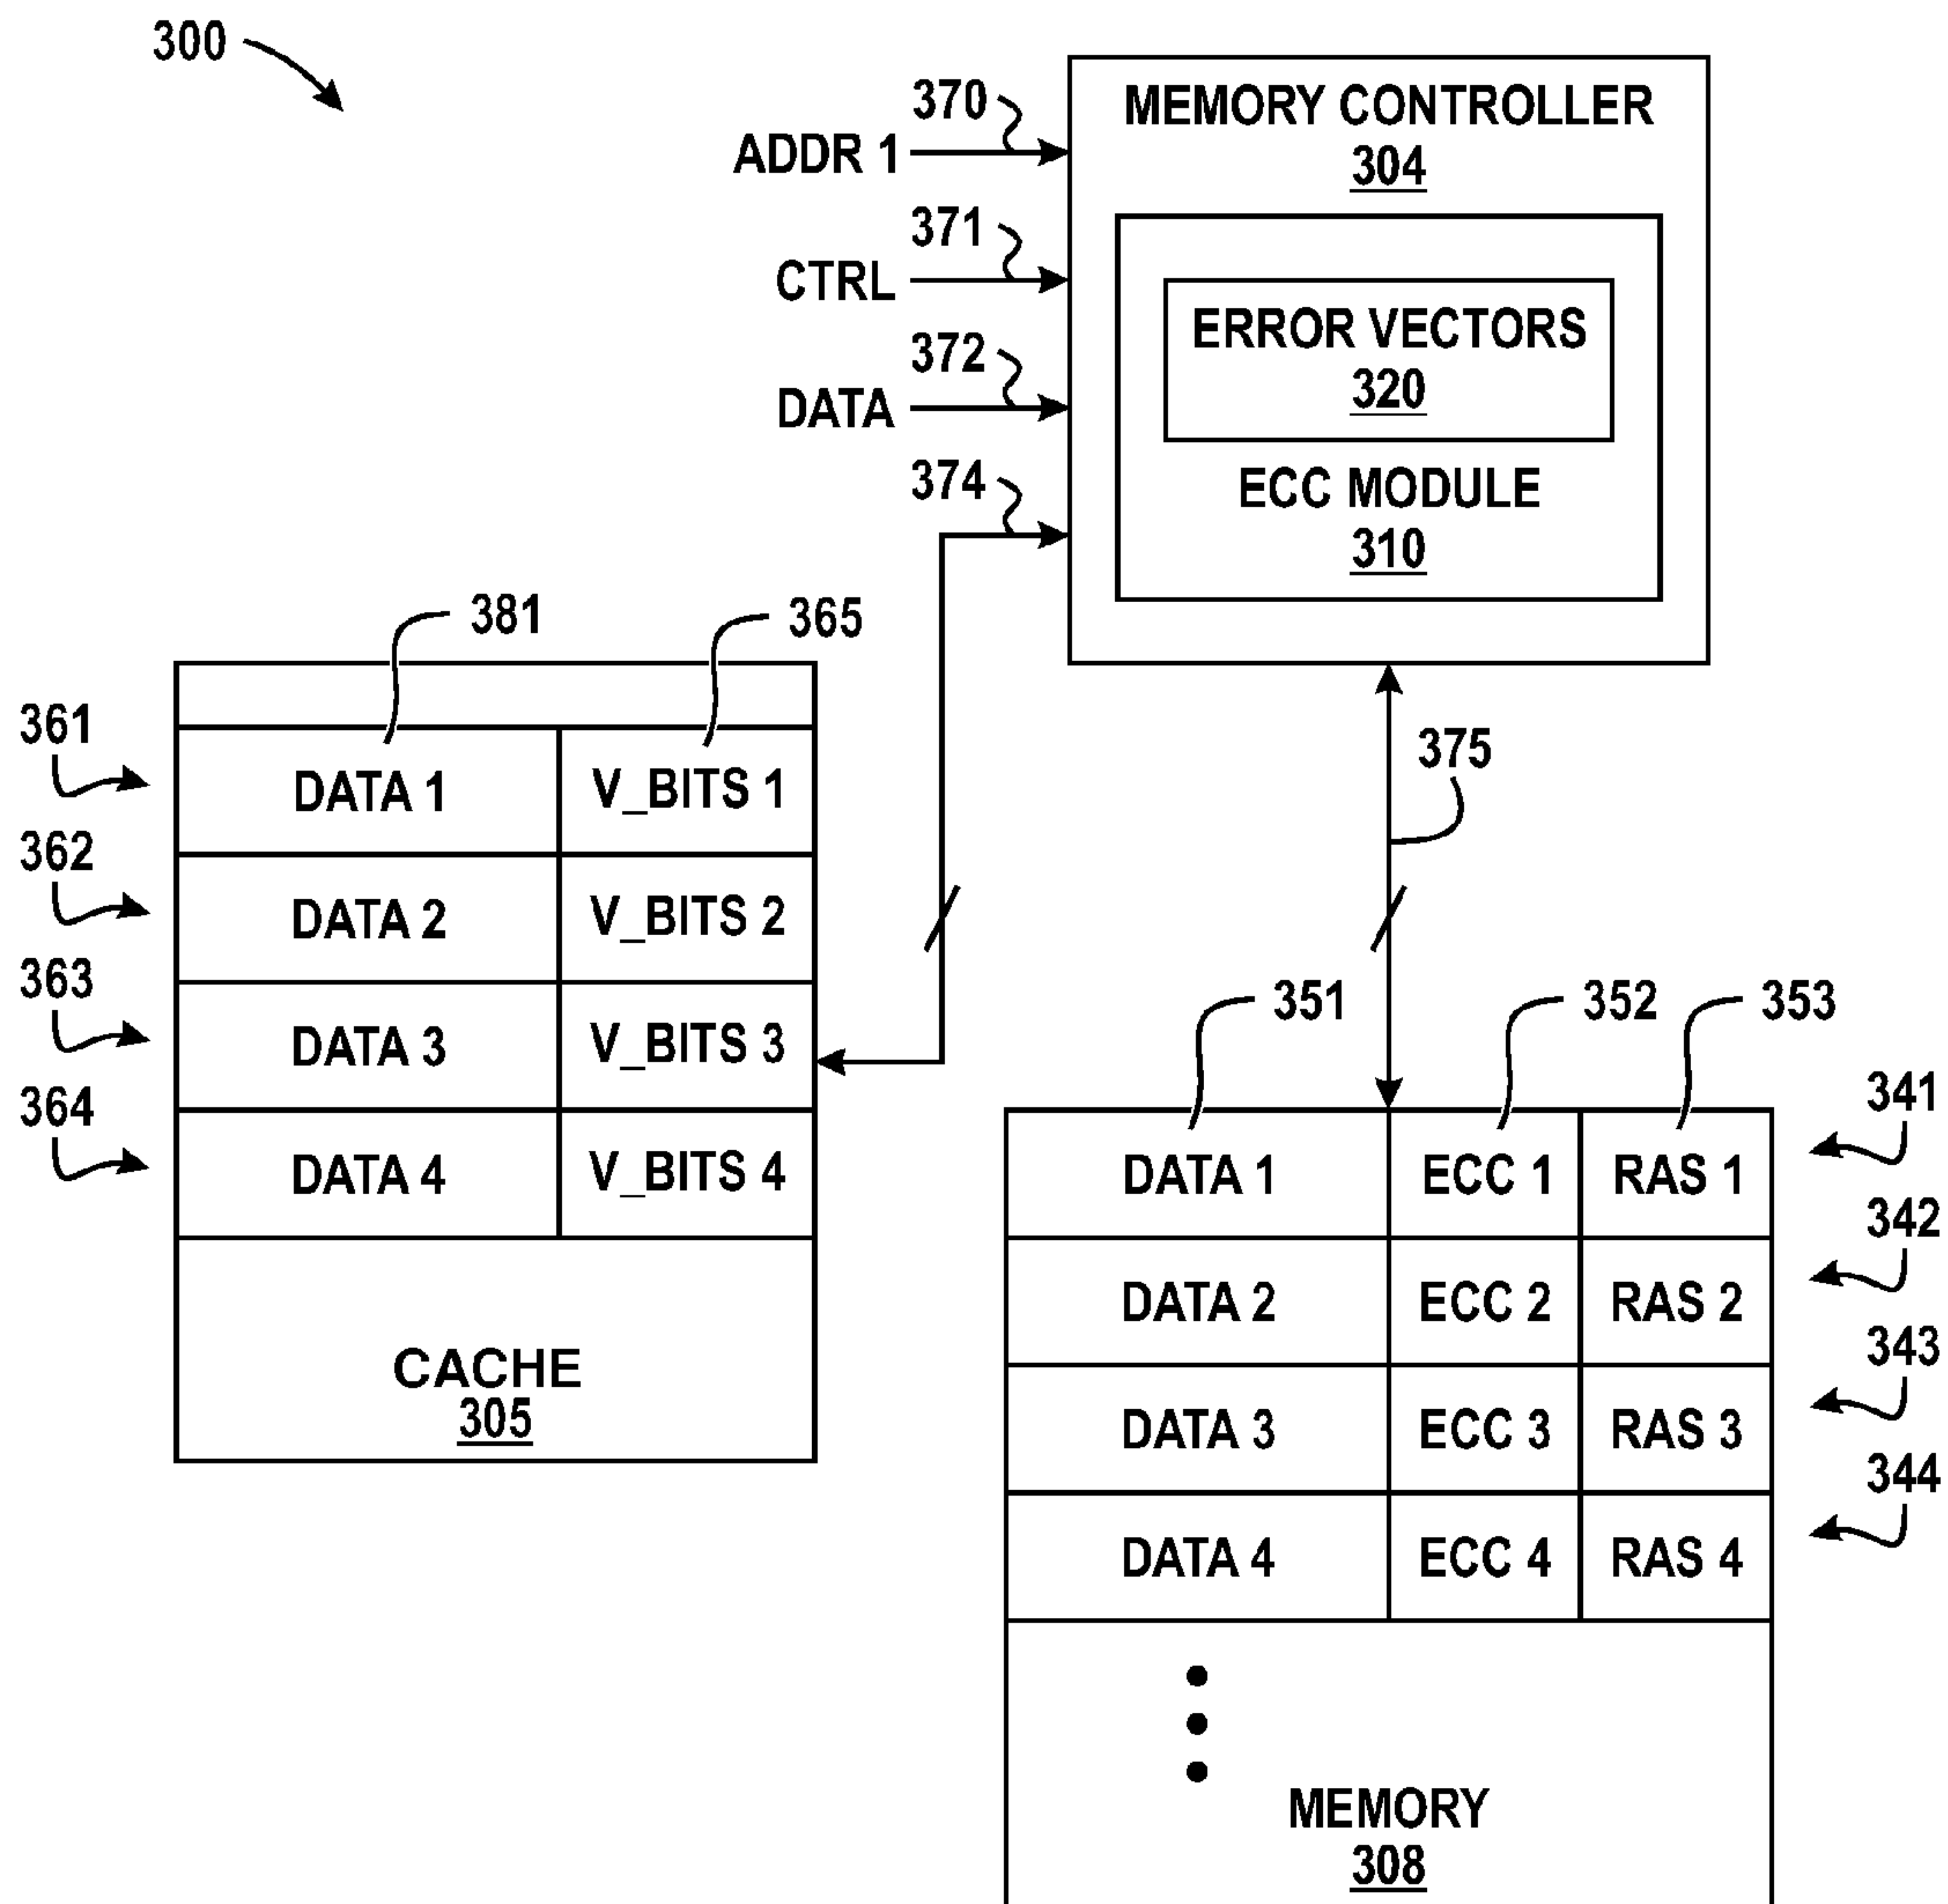 300
370
ADDR 1
371
CTRL
372
DATA
374
MEMORY CONTROLLER
304
ERROR VECTORS
320
ECC MODULE
310
381
365
361
DATA 1 V_BITS 1
362
DATA 2 V_BITS 2
363
DATA 3 V_BITS 3
364
DATA 4 V_BITS 4
CACHE
305
375
351 352 353
341
DATA 1 ECC 1 RAS 1
342
DATA 2 ECC 2 RAS 2
343
DATA 3 ECC 3 RAS 3
344
DATA 4 ECC 4 RAS 4
MEMORY
308